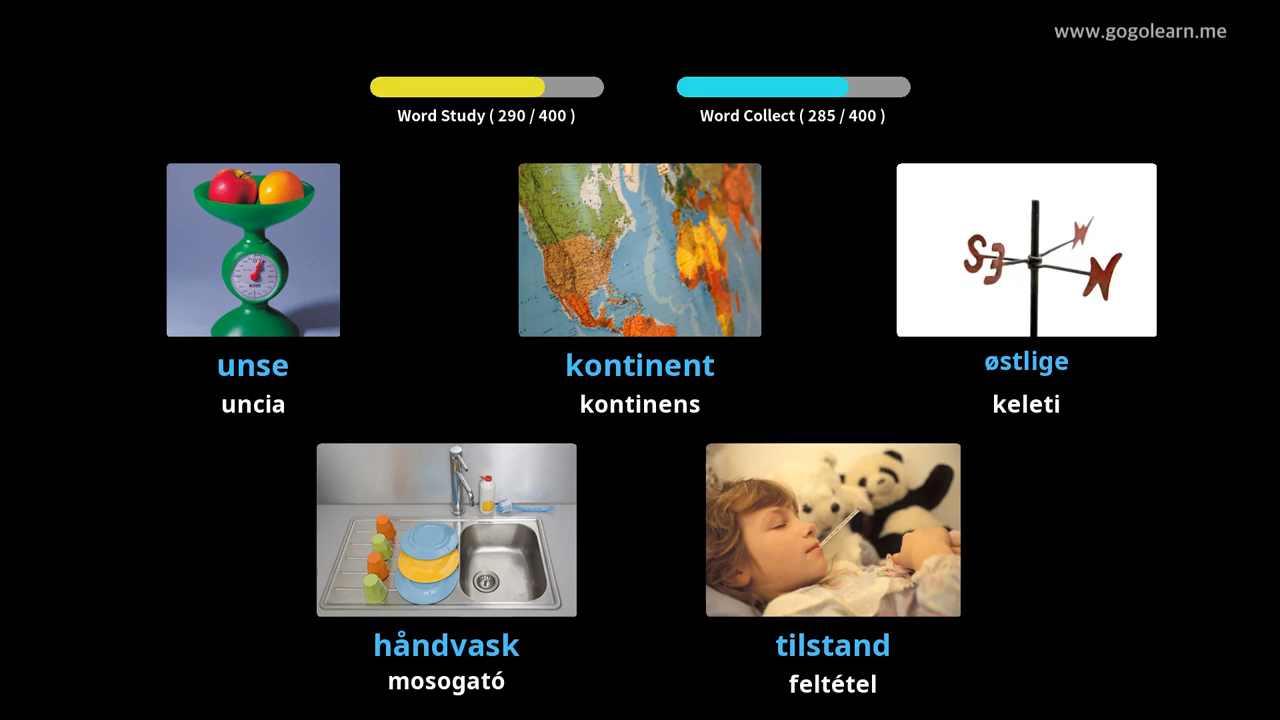 www.gogolearn.me
Word Study ( 290 / 400 )
Word Collect ( 285 / 400 )
unse
uncia
kontinent
kontinens
østlige
keleti
håndvask
mosogató
tilstand
feltétel